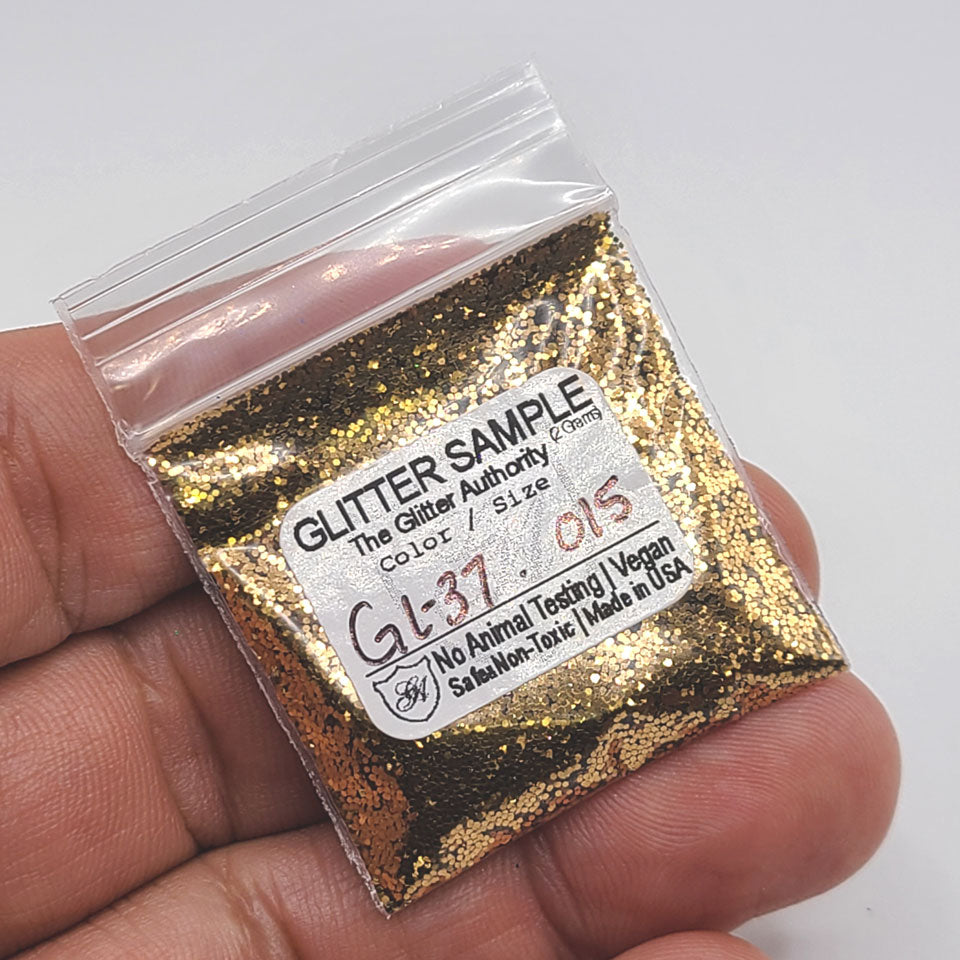 GLITTER SAMPLE
The Glitter Authority (2 Grams)
Color / Size
GL-37 .015
No Animal Testing | Vegan
Safe & Non-Toxic | Made in USA
GA